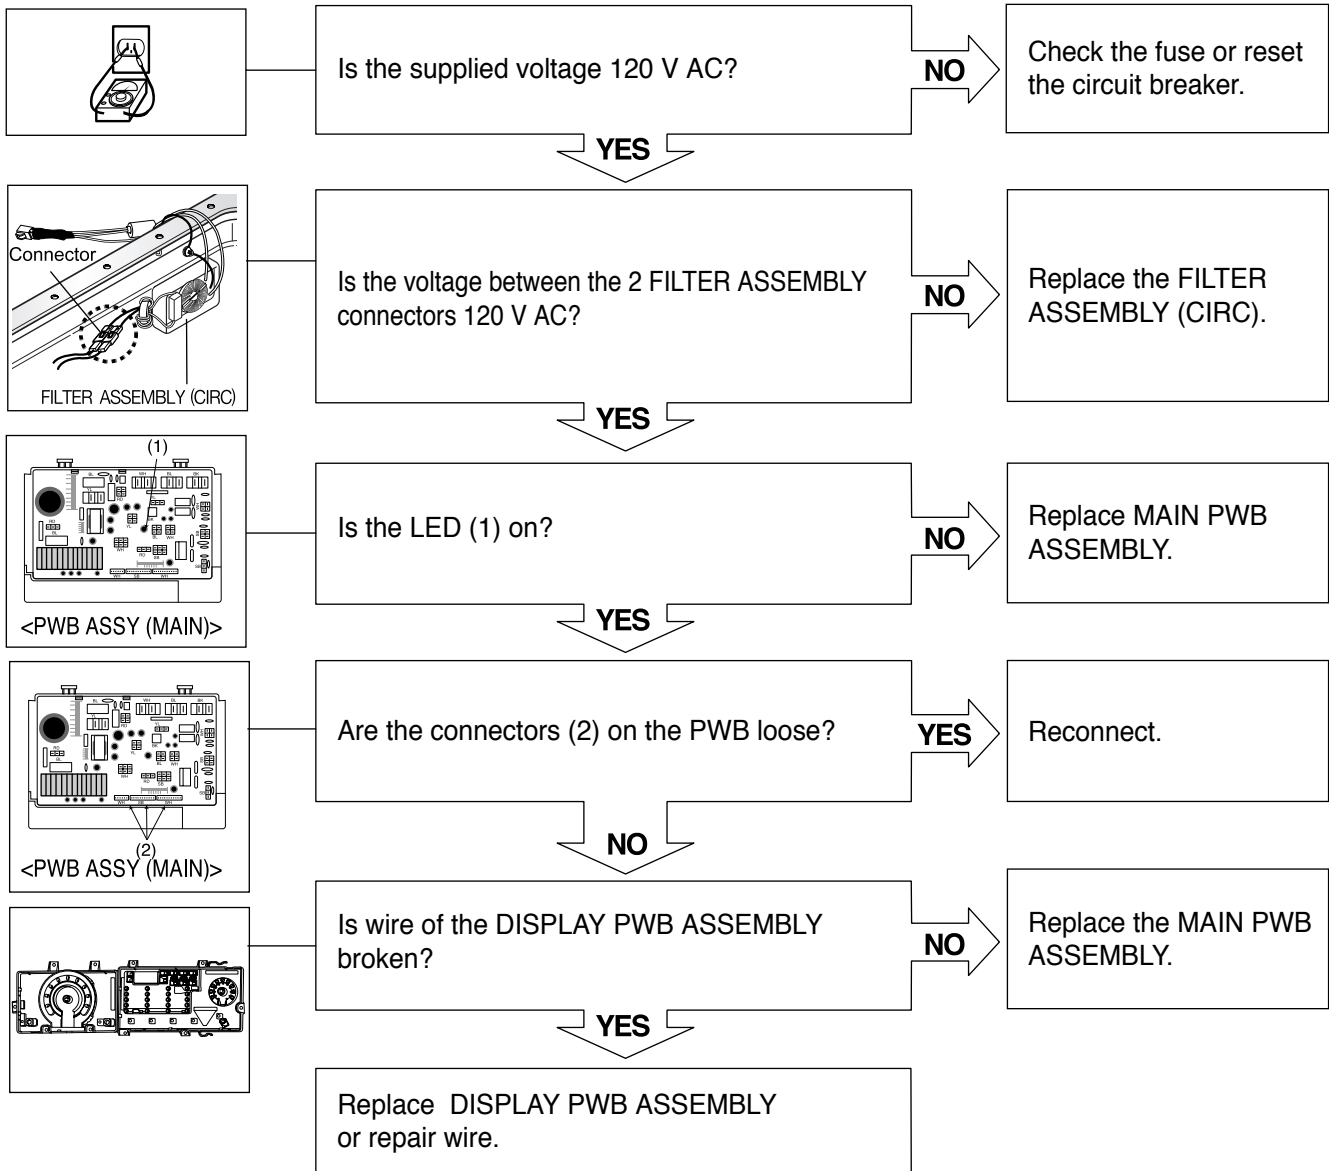 Is the supplied voltage 120 V AC?
NO
Check the fuse or reset
the circuit breaker.
YES
Connector
FILTER ASSEMBLY (CIRC)
Is the voltage between the 2 FILTER ASSEMBLY
connectors 120 V AC?
NO
Replace the FILTER
ASSEMBLY (CIRC).
YES
(1)
<PWB ASSY (MAIN)>
Is the LED (1) on?
NO
Replace MAIN PWB
ASSEMBLY.
YES
(2)
<PWB ASSY (MAIN)>
Are the connectors (2) on the PWB loose?
YES
Reconnect.
NO
Is wire of the DISPLAY PWB ASSEMBLY
broken?
NO
Replace the MAIN PWB
ASSEMBLY.
YES
Replace DISPLAY PWB ASSEMBLY
or repair wire.